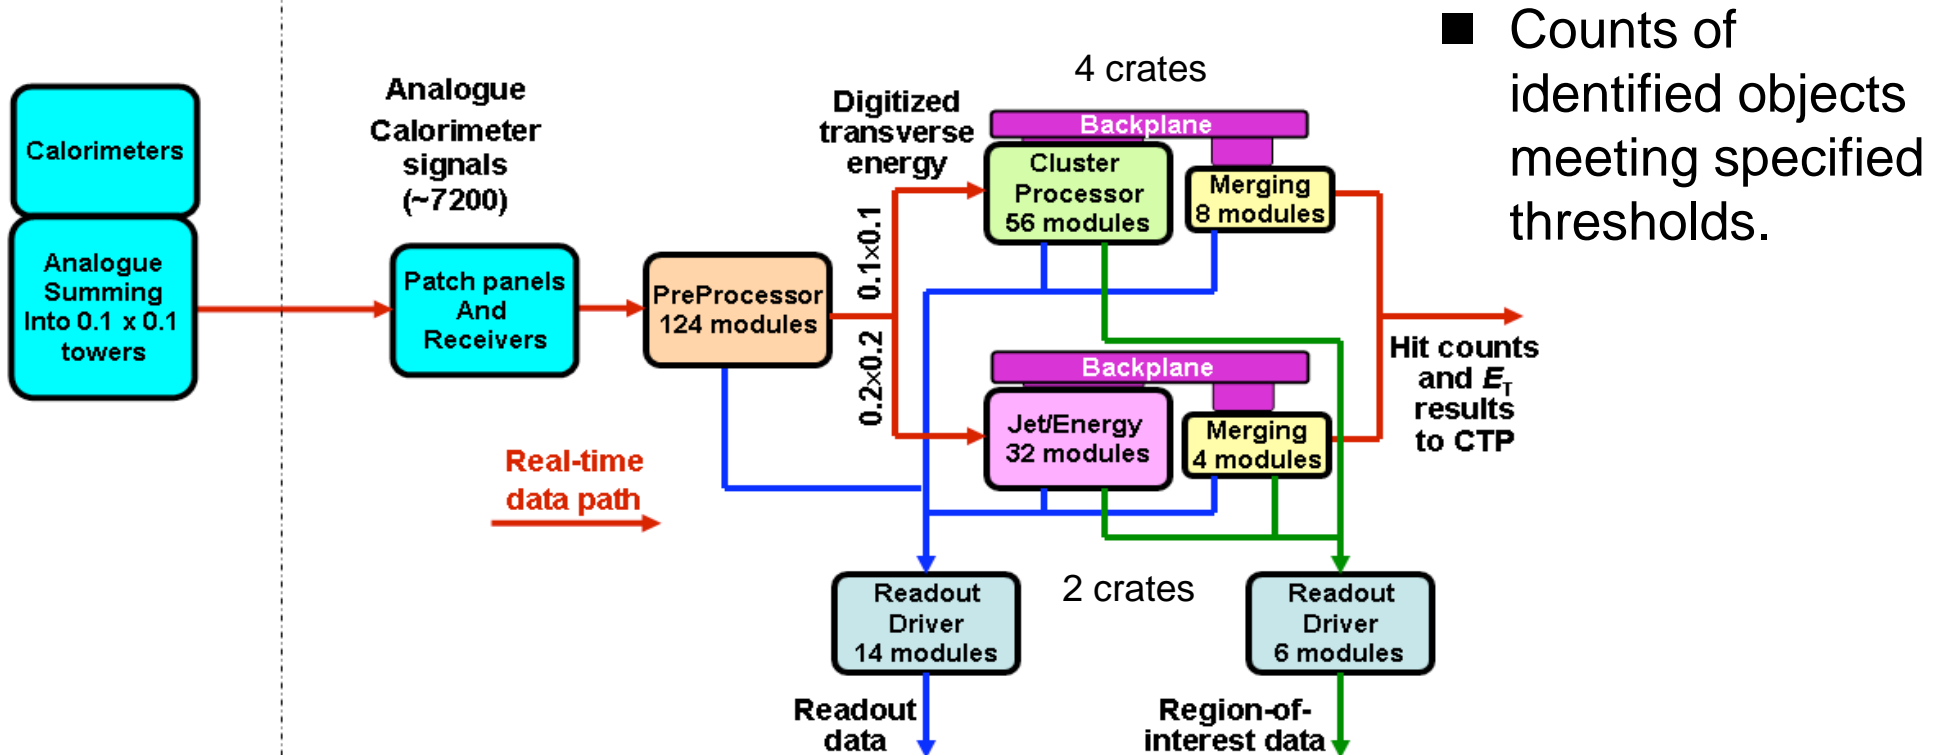 Calorimeters
Analogue
Summing
Into 0.1 x 0.1
towers
Analogue
Calorimeter
signals
(~7200)
Patch panels
And
Receivers
PreProcessor
124 modules
Real-time
data path
Digitized
transverse
energy
0.1×0.1
0.2×0.2
4 crates
Backplane
Cluster
Processor
56 modules
Merging
8 modules
Backplane
Jet/Energy
32 modules
Merging
4 modules
2 crates
Hit counts
and ET
results
to CTP
Readout
Driver
14 modules
Readout
Driver
6 modules
Readout
data
Region-of-
interest data
■ Counts of
identified objects
meeting specified
thresholds.